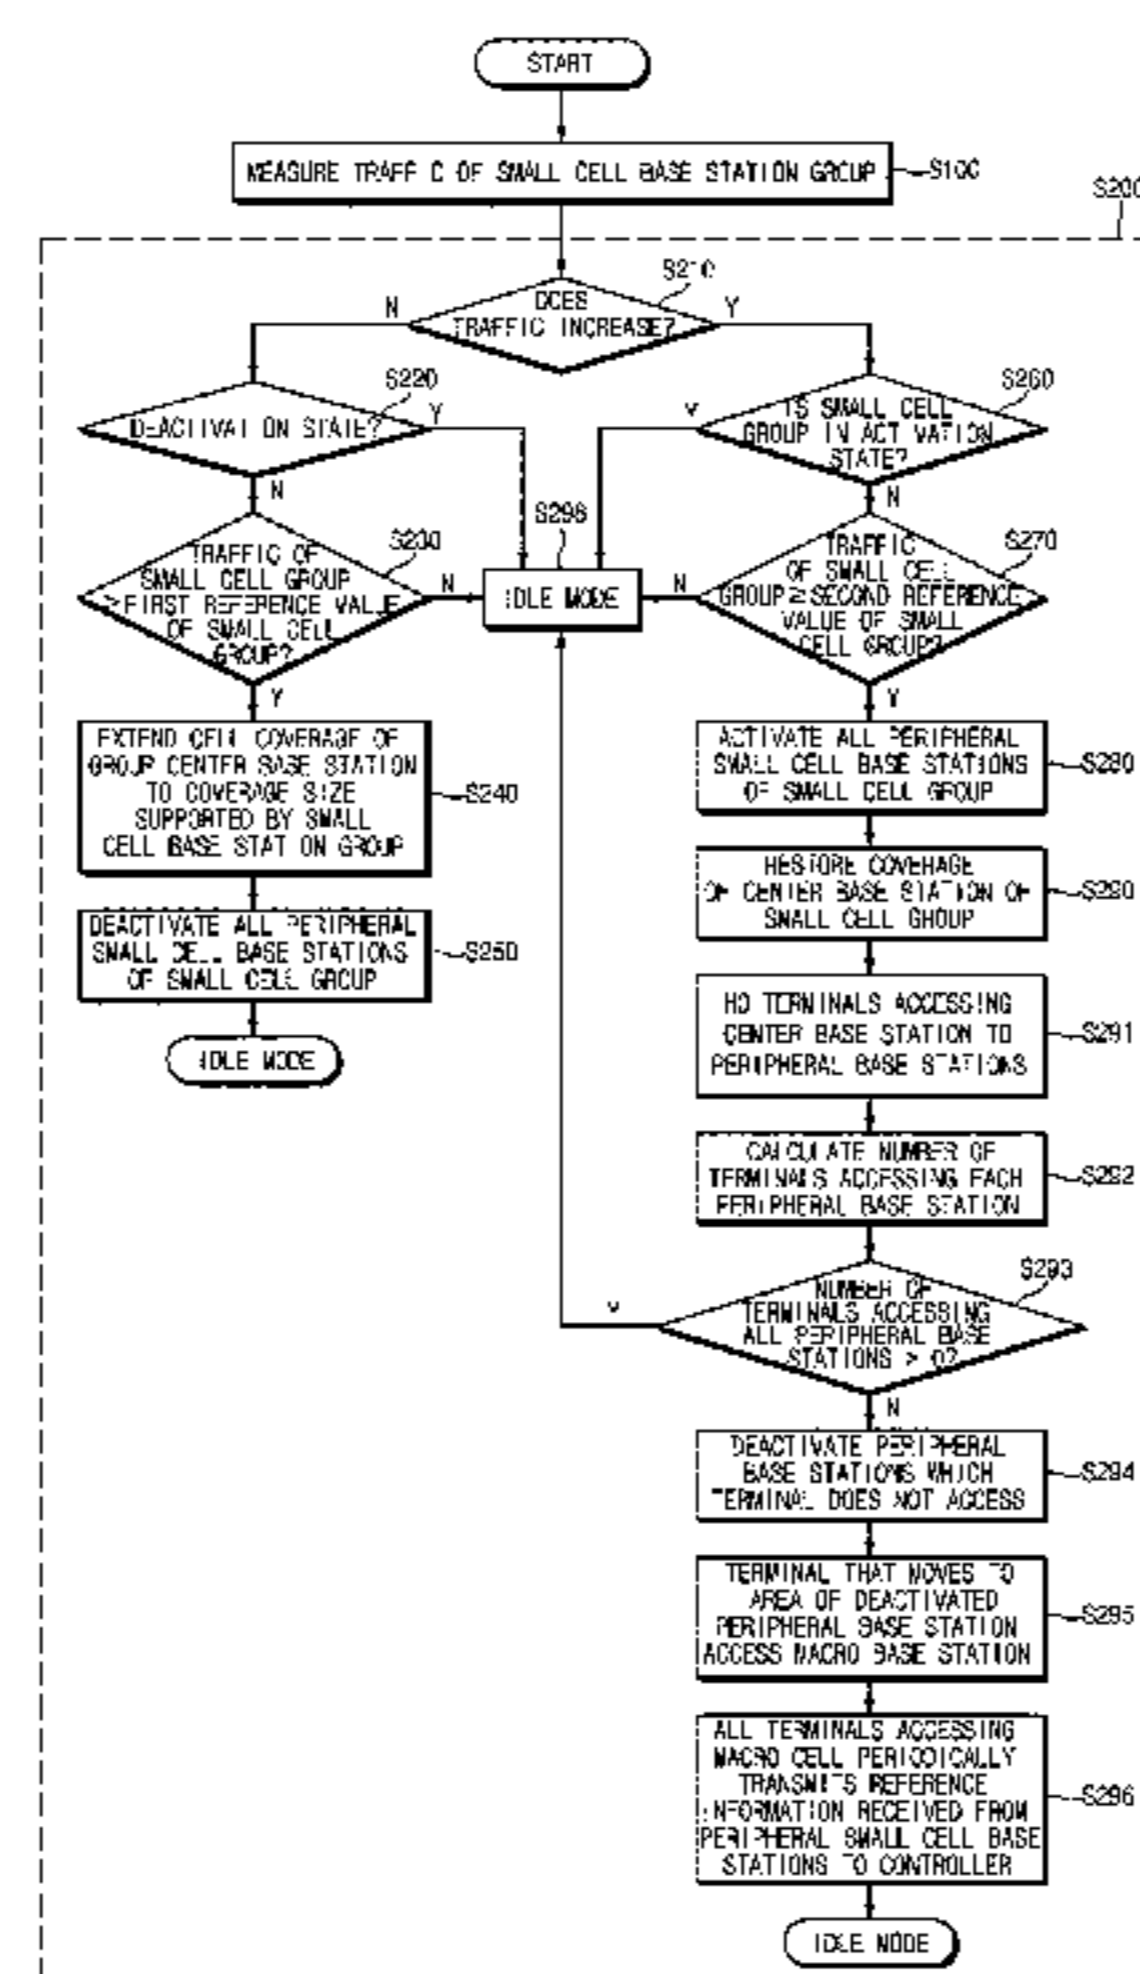 START
MEASURE TRAFFIC OF SMALL CELL BASE STATION GROUP
S100
S200
S210
DOES
TRAFFIC INCREASE?
N
Y
S220
DEACTIVATION STATE?
Y
N
S260
IS SMALL CELL
GROUP IN ACTIVATION
STATE?
Y
N
S230
TRAFFIC OF
SMALL CELL GROUP
FIRST REFERENCE VALUE
OF SMALL CELL
GROUP?
N
Y
S298
IDLE MODE
S270
TRAFFIC
OF SMALL CELL
GROUP ≥ SECOND REFERENCE
VALUE OF SMALL
CELL GROUP?
N
Y
EXTEND CELL COVERAGE OF
GROUP CENTER BASE STATION
TO COVERAGE SIZE
SUPPORTED BY SMALL
CELL BASE STATION GROUP
S240
DEACTIVATE ALL PERIPHERAL
SMALL CELL BASE STATIONS
OF SMALL CELL GROUP
S250
IDLE MODE
ACTIVATE ALL PERIPHERAL
SMALL CELL BASE STATIONS
OF SMALL CELL GROUP
S280
RESTORE COVERAGE
OF CENTER BASE STATION OF
SMALL CELL GROUP
S290
HO TERMINALS ACCESSING
CENTER BASE STATION TO
PERIPHERAL BASE STATIONS
S291
CALCULATE NUMBER OF
TERMINALS ACCESSING EACH
PERIPHERAL BASE STATION
S292
S293
NUMBER OF
TERMINALS ACCESSING
ALL PERIPHERAL BASE
STATIONS > 0?
Y
N
DEACTIVATE PERIPHERAL
BASE STATIONS WHICH
TERMINAL DOES NOT ACCESS
S294
TERMINAL THAT MOVES TO
AREA OF DEACTIVATED
PERIPHERAL BASE STATION
ACCESS MACRO BASE STATION
S295
ALL TERMINALS ACCESSING
MACRO CELL PERIODICALLY
TRANSMITS REFERENCE
INFORMATION RECEIVED FROM
PERIPHERAL SMALL CELL BASE
STATIONS TO CONTROLLER
S296
IDLE MODE